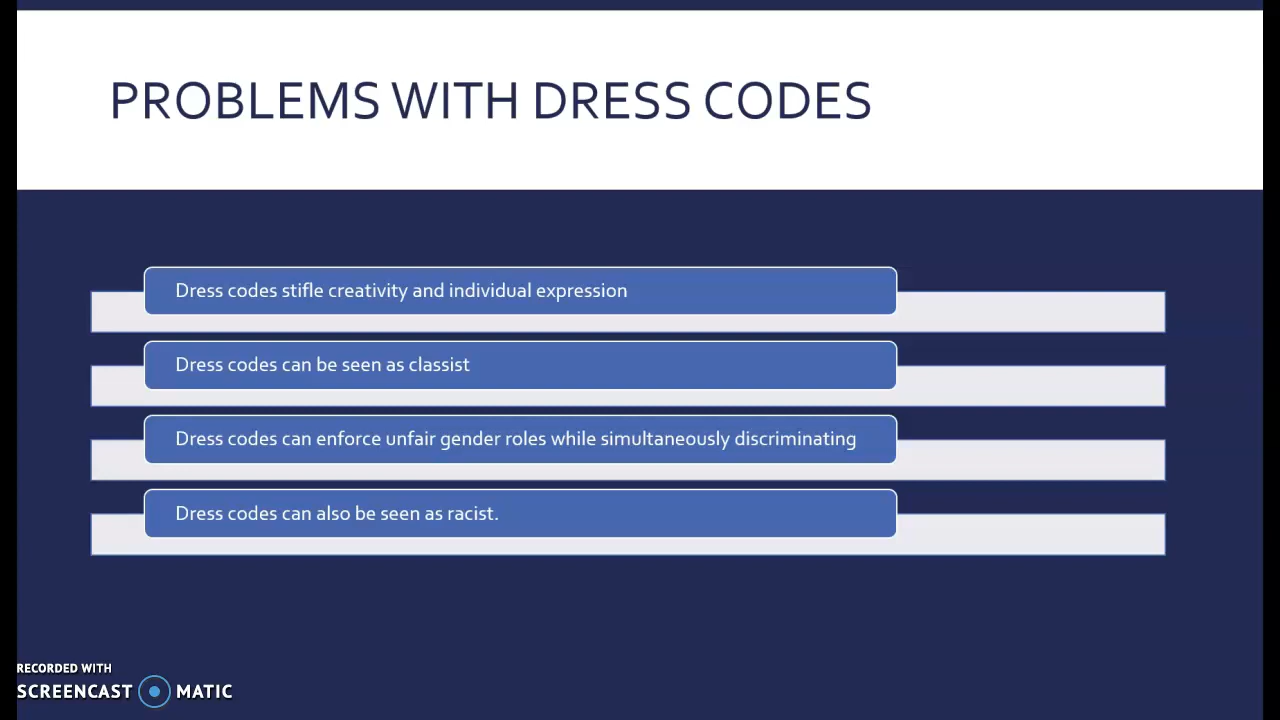 PROBLEMS WITH DRESS CODES
Dress codes stifle creativity and individual expression
Dress codes can be seen as classist
Dress codes can enforce unfair gender roles while simultaneously discriminating
Dress codes can also be seen as racist.
RECORDED WITH
SCREENCAST MATIC